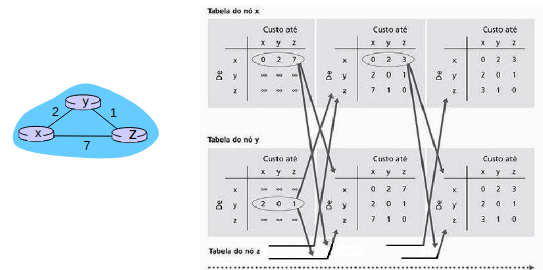 y
2
1
x
z
7
Tabela do nó x
Custo até
Custo até
Custo até
x y z
x y z
x y z
De
x 0 2 7
y ∞ ∞ ∞
z ∞ ∞ ∞
De
x 0 2 3
y 2 0 1
z 7 1 0
De
x 0 2 3
y 2 0 1
z 3 1 0
Tabela do nó y
Custo até
Custo até
Custo até
x y z
x y z
x y z
De
x ∞ ∞ ∞
y 2 0 1
z ∞ ∞ ∞
De
x 0 2 7
y 2 0 1
z 7 1 0
De
x 0 2 3
y 2 0 1
z 3 1 0
Tabela do nó z